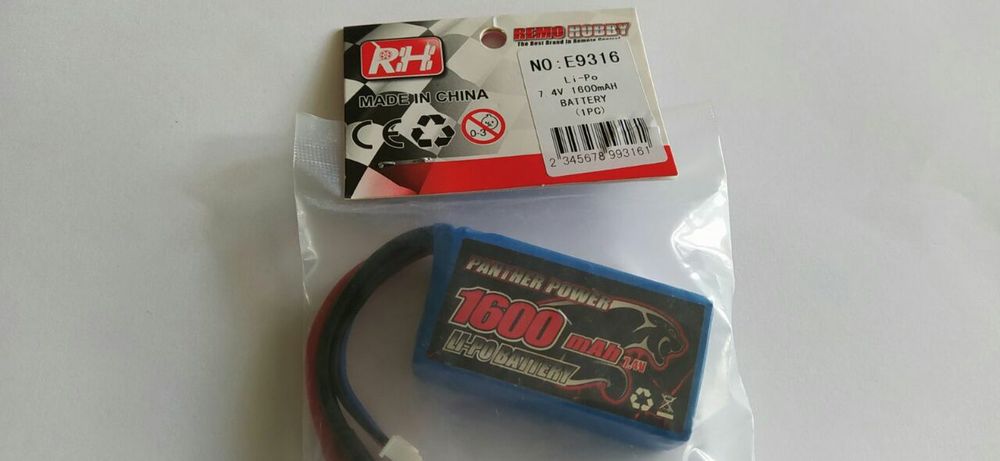 RH
MADE IN CHINA
CE
0-3
REMO HOBBY
The Best Brand in Remote Control
NO:E9316
Li-Po
7.4V 1600mAH
BATTERY
(1PC)
2 345678 993161
PANTHER POWER
1600 mAh 7.4V
LI-PO BATTERY